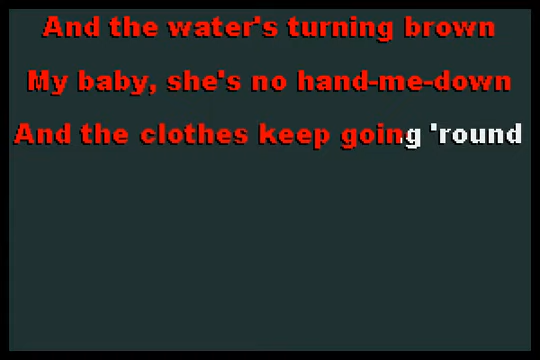 And the water's turning brown
My baby, she's no hand-me-down
And the clothes keep going 'round